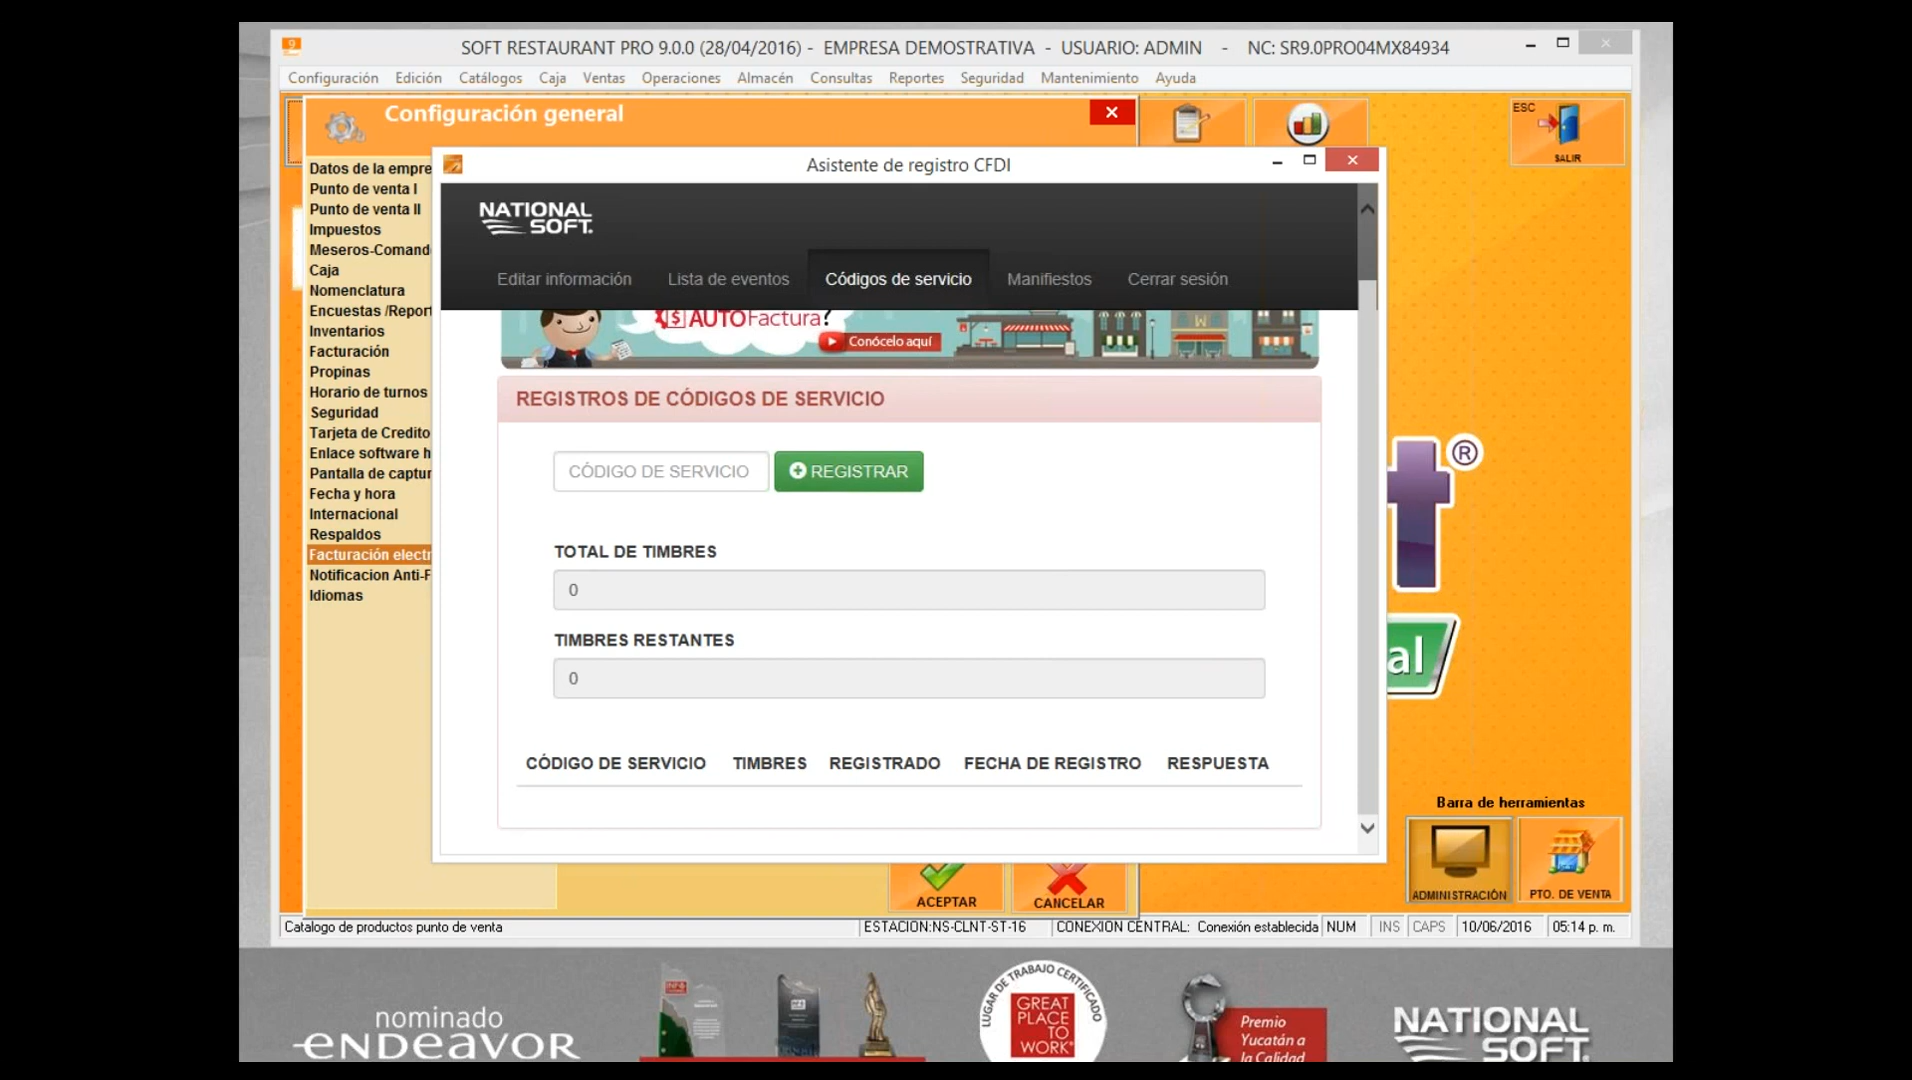 9
SOFT RESTAURANT PRO 9.0.0 (28/04/2016) - EMPRESA DEMOSTRATIVA - USUARIO: ADMIN - NC: SR9.0PRO04MX84934
Configuración Edición Catálogos Caja Ventas Operaciones Almacén Consultas Reportes Seguridad Mantenimiento Ayuda
Configuración general
ESC
SALIR
Datos de la empre
Punto de venta I
Punto de venta II
Impuestos
Meseros-Comand
Caja
Nomenclatura
Encuestas /Report
Inventarios
Facturación
Propinas
Horario de turnos
Seguridad
Tarjeta de Credito
Enlace software h
Pantalla de captur
Fecha y hora
Internacional
Respaldos
Facturación electr
Notificacion Anti-F
Idiomas
Asistente de registro CFDI
NATIONAL
SOFT.
Editar información Lista de eventos Códigos de servicio Manifiestos Cerrar sesión
$ AUTOFactura?
Conócelo aquí
REGISTROS DE CÓDIGOS DE SERVICIO
CÓDIGO DE SERVICIO REGISTRAR
TOTAL DE TIMBRES
0
TIMBRES RESTANTES
0
CÓDIGO DE SERVICIO TIMBRES REGISTRADO FECHA DE REGISTRO RESPUESTA
t®
al
Barra de herramientas
ADMINISTRACIÓN PTO. DE VENTA
ACEPTAR CANCELAR
Catalogo de productos punto de venta ESTACION:NS-CLNT-ST-16 CONEXION CENTRAL: Conexión establecida NUM INS CAPS 10/06/2016 05:14 p. m.
nominado
enDeavor
LUGAR DE TRABAJO CERTIFICADO
GREAT
PLACE
TO
WORK®
Premio
Yucatán a
la Calidad
NATIONAL
SOFT.